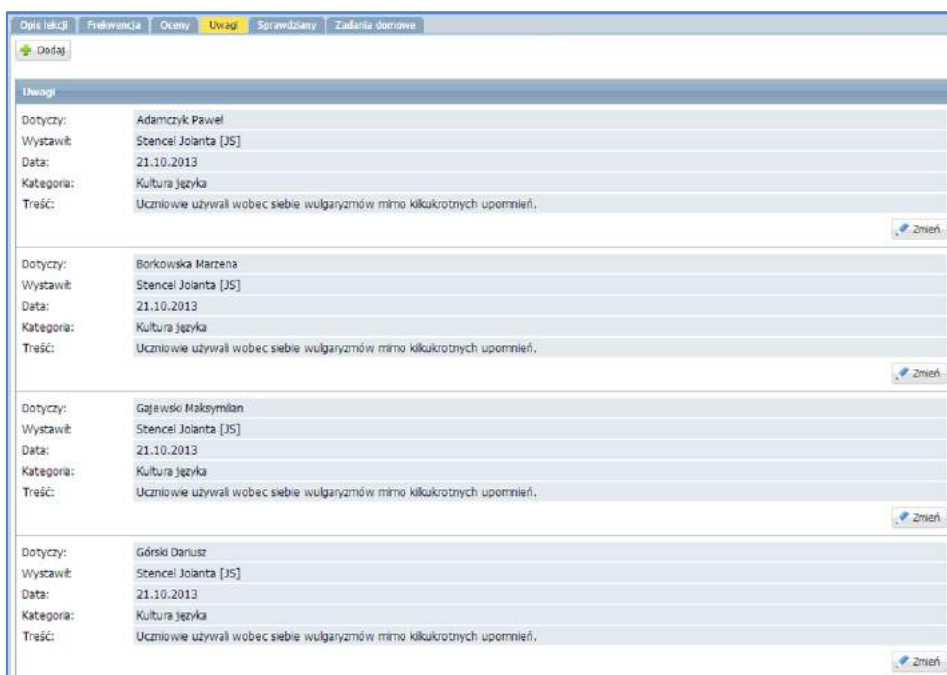 Opis lekcji Frekwencja Oceny Uwagi Sprawdziany Zadania domowe
Dodaj
Uwagi
Dotyczy: Adamczyk Paweł
Wystawił: Stencel Jolanta [JS]
Data: 21.10.2013
Kategoria: Kultura języka
Treść: Uczniowie używali wobec siebie wulgaryzmów mimo kilkukrotnych upomnień.
Zmień
Dotyczy: Borkowska Marzena
Wystawił: Stencel Jolanta [JS]
Data: 21.10.2013
Kategoria: Kultura języka
Treść: Uczniowie używali wobec siebie wulgaryzmów mimo kilkukrotnych upomnień.
Zmień
Dotyczy: Gajewski Maksymilian
Wystawił: Stencel Jolanta [JS]
Data: 21.10.2013
Kategoria: Kultura języka
Treść: Uczniowie używali wobec siebie wulgaryzmów mimo kilkukrotnych upomnień.
Zmień
Dotyczy: Górski Dariusz
Wystawił: Stencel Jolanta [JS]
Data: 21.10.2013
Kategoria: Kultura języka
Treść: Uczniowie używali wobec siebie wulgaryzmów mimo kilkukrotnych upomnień.
Zmień